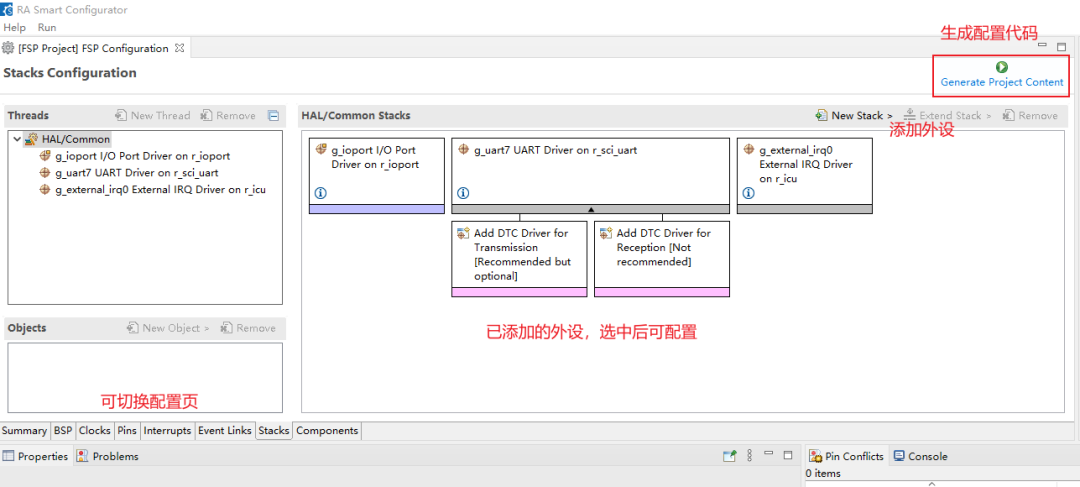 RA Smart Configurator
Help Run
[FSP Project] FSP Configuration
生成配置代码
Stacks Configuration
Generate Project Content
Threads New Thread Remove
HAL/Common Stacks New Stack > Extend Stack > Remove
添加外设
HAL/Common
g_ioport I/O Port Driver on r_ioport
g_uart7 UART Driver on r_sci_uart
g_external_irq0 External IRQ Driver on r_icu
g_ioport I/O Port
Driver on r_ioport
g_uart7 UART Driver on r_sci_uart
g_external_irq0
External IRQ Driver
on r_icu
Add DTC Driver for
Transmission
[Recommended but
optional]
Add DTC Driver for
Reception [Not
recommended]
已添加的外设，选中后可配置
Objects New Object > Remove
可切换配置页
Summary BSP Clocks Pins Interrupts Event Links Stacks Components
Properties Problems
Pin Conflicts Console
0 items